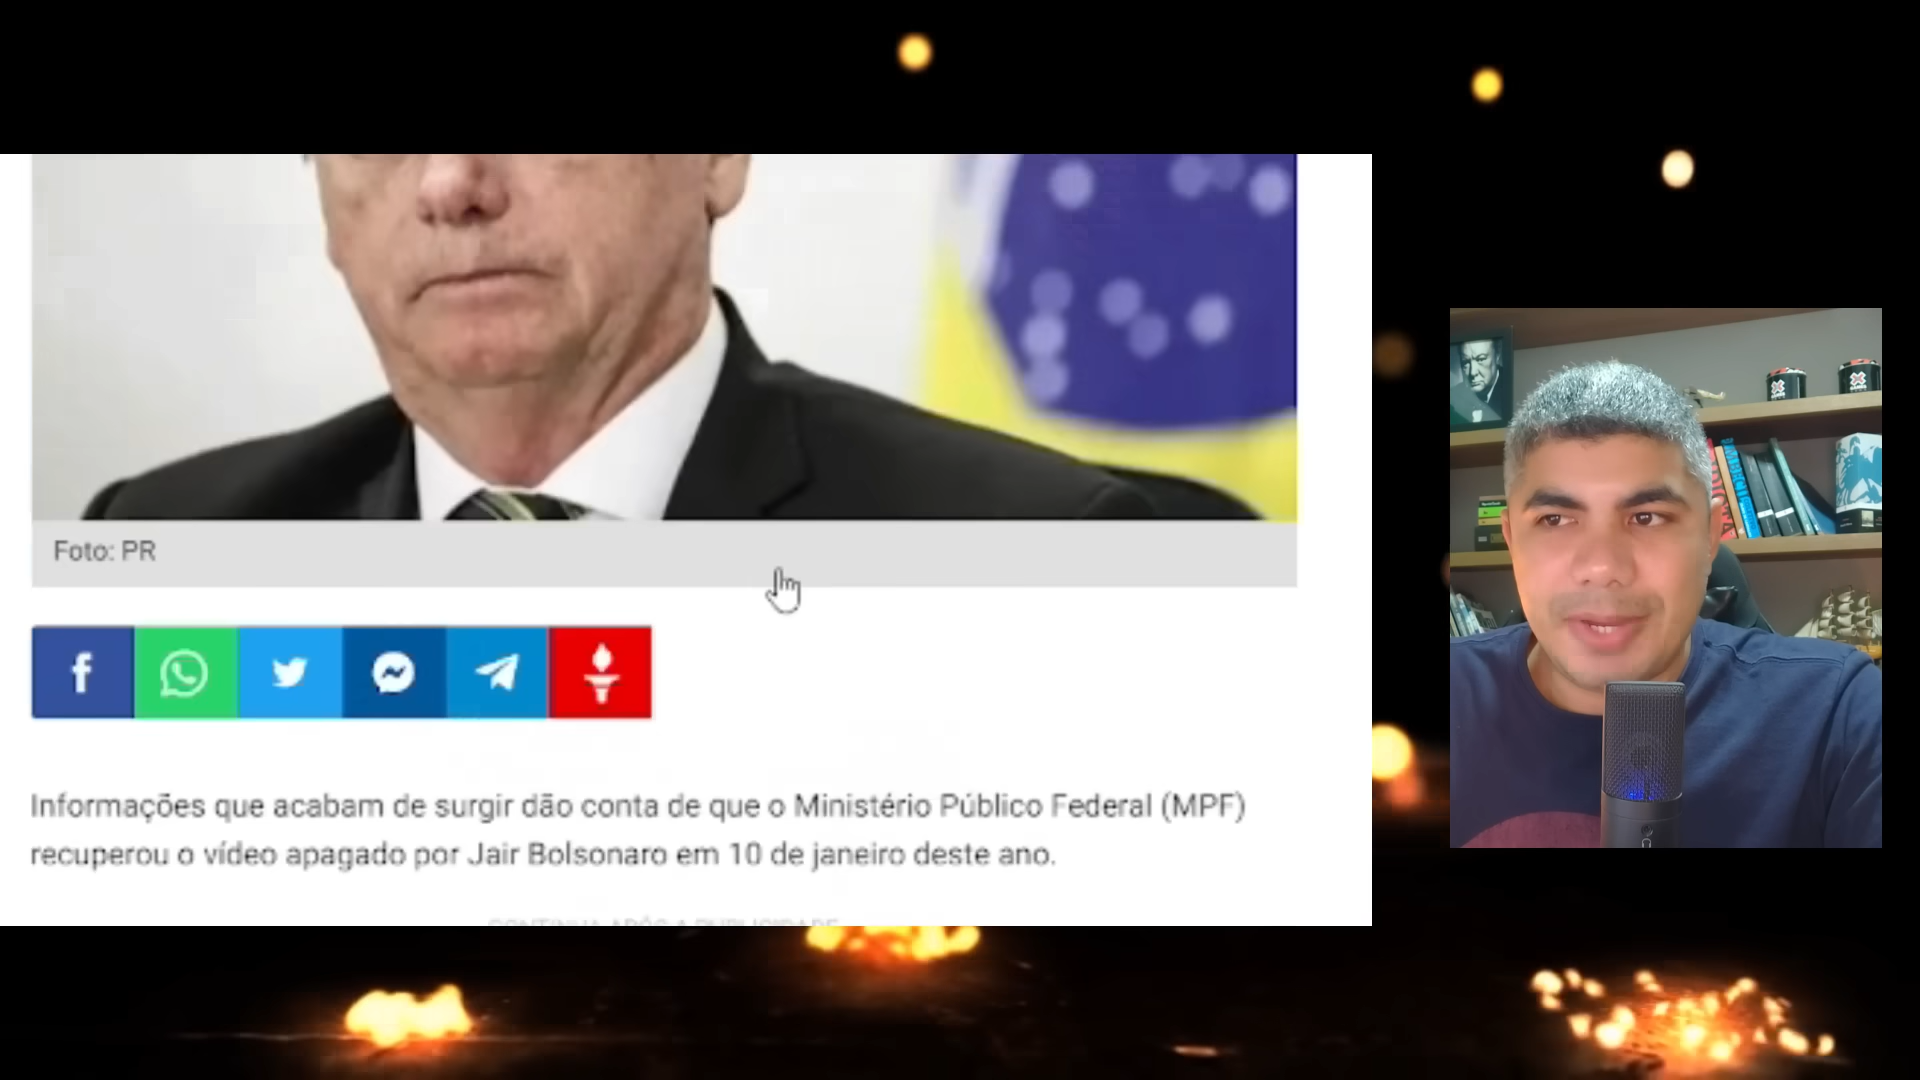 Foto: PR
Informações que acabam de surgir dão conta de que o Ministério Público Federal (MPF)
recuperou o vídeo apagado por Jair Bolsonaro em 10 de janeiro deste ano.